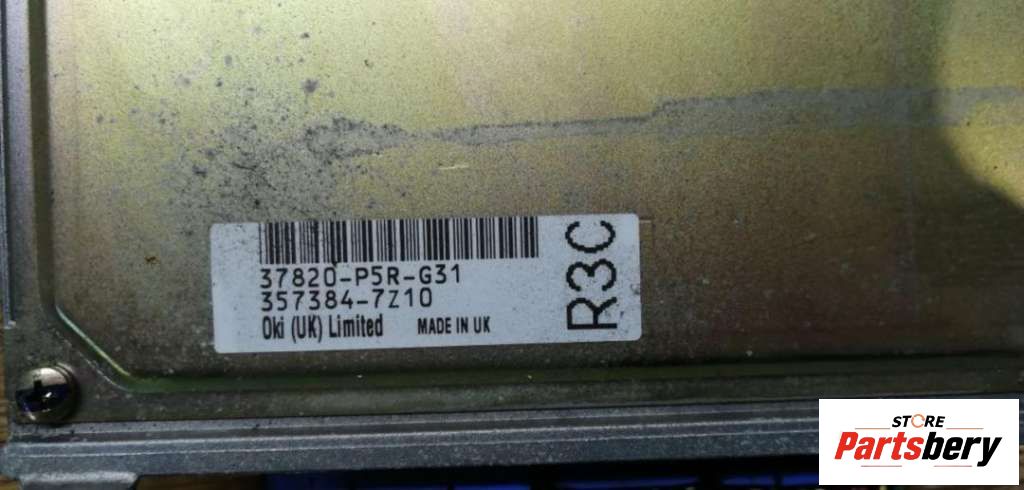 37820-P5R-G31
357384-7Z10
Oki (UK) Limited MADE IN UK
R3C
STORE
Partsbery